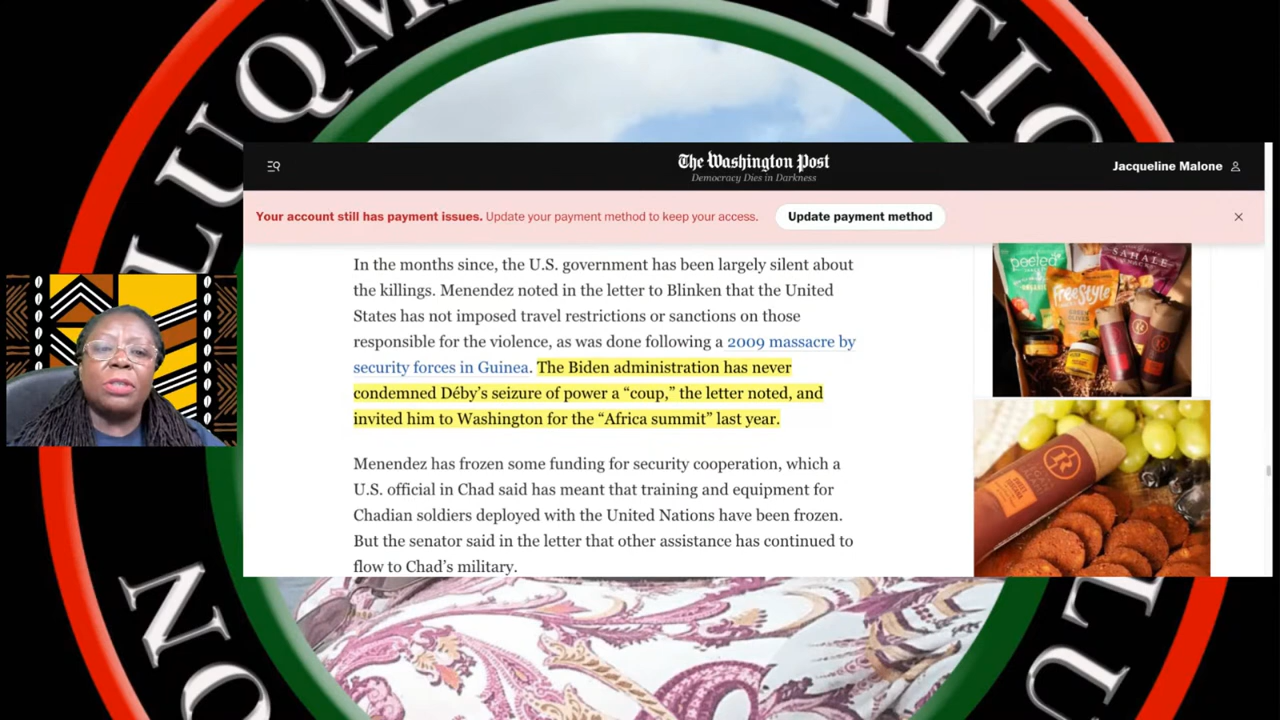 LUQM
The Washington Post
Democracy Dies in Darkness
Jacqueline Malone
Your account still has payment issues. Update your payment method to keep your access.
Update payment method
In the months since, the U.S. government has been largely silent about
the killings. Menendez noted in the letter to Blinken that the United
States has not imposed travel restrictions or sanctions on those
responsible for the violence, as was done following a 2009 massacre by
security forces in Guinea. The Biden administration has never
condemned Déby’s seizure of power a “coup,” the letter noted, and
invited him to Washington for the “Africa summit” last year.
Menendez has frozen some funding for security cooperation, which a
U.S. official in Chad said has meant that training and equipment for
Chadian soldiers deployed with the United Nations have been frozen.
But the senator said in the letter that other assistance has continued to
flow to Chad’s military.
peeled
SAHALE
FREESTYLE